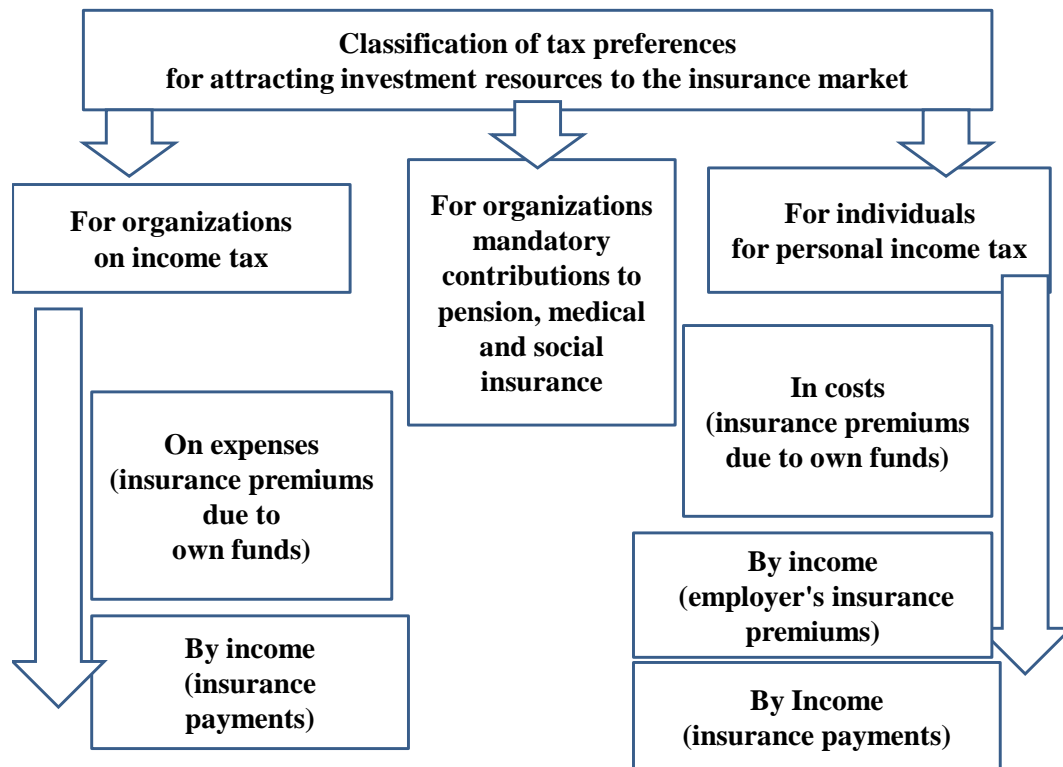 Classification of tax preferences
for attracting investment resources to the insurance market
For organizations
on income tax
For organizations
mandatory
contributions to
pension, medical
and social
insurance
For individuals
for personal income tax
On expenses
(insurance premiums
due to
own funds)
By income
(insurance
payments)
In costs
(insurance premiums
due to own funds)
By income
(employer's insurance
premiums)
By Income
(insurance payments)